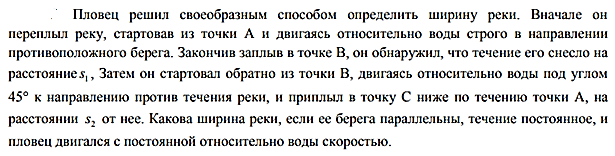 Пловец решил своеобразным способом определить ширину реки. Вначале он
переплыл реку, стартовав из точки А и двигаясь относительно воды строго в направлении
противоположного берега. Закончив заплыв в точке В, он обнаружил, что течение его снесло на
расстояние s₁, Затем он стартовал обратно из точки В, двигаясь относительно воды под углом
45° к направлению против течения реки, и приплыл в точку С ниже по течению точки А, на
расстоянии s₂ от нее. Какова ширина реки, если ее берега параллельны, течение постоянное, и
пловец двигался с постоянной относительно воды скоростью.